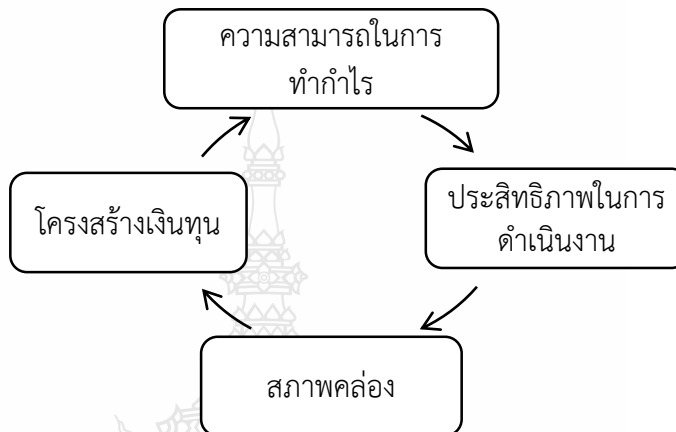 ความสามารถในการ
ทำกำไร
โครงสร้างเงินทุน
ประสิทธิภาพในการ
ดำเนินงาน
สภาพคล่อง